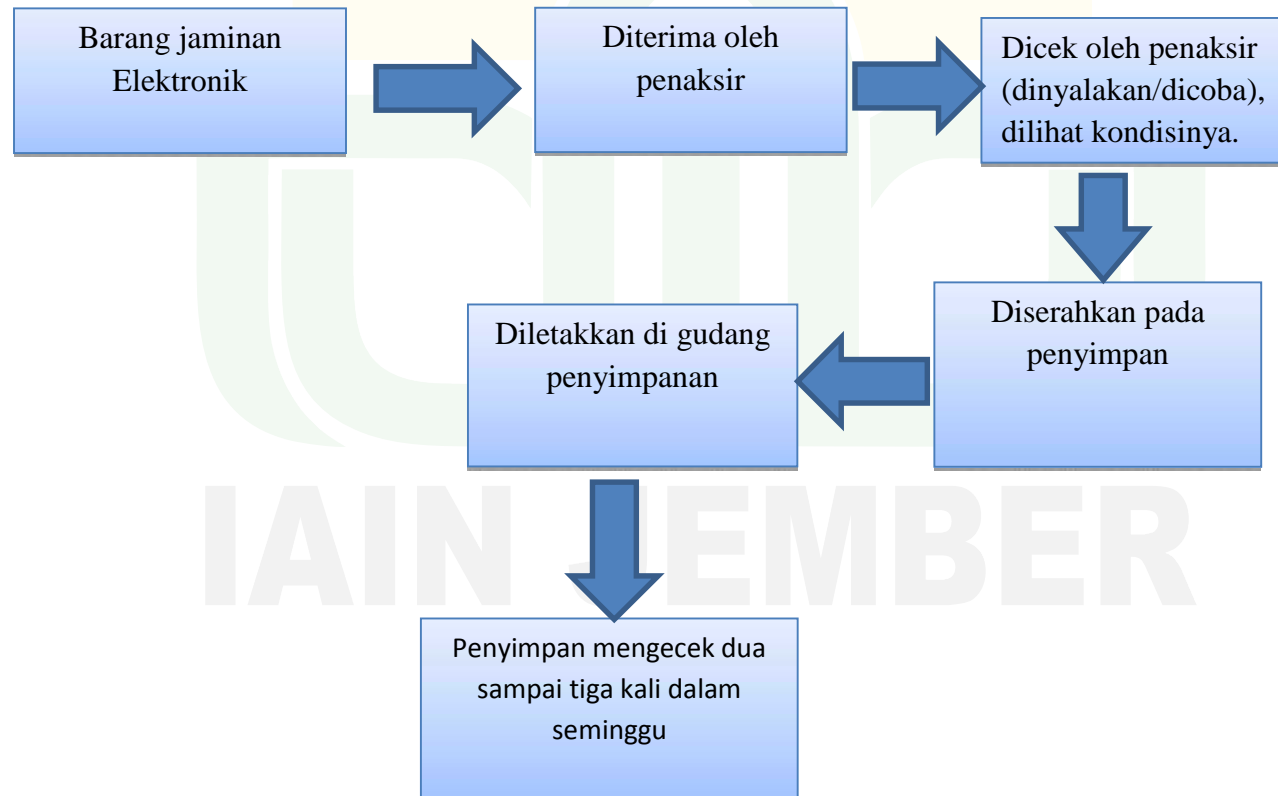 Barang jaminan
Elektronik
Diterima oleh
penaksir
Dicek oleh penaksir
(dinyalakan/dicoba),
dilihat kondisinya.
Diserahkan pada
penyimpan
Diletakkan di gudang
penyimpanan
IAIN JEMBER
Penyimpan mengecek dua
sampai tiga kali dalam
seminggu